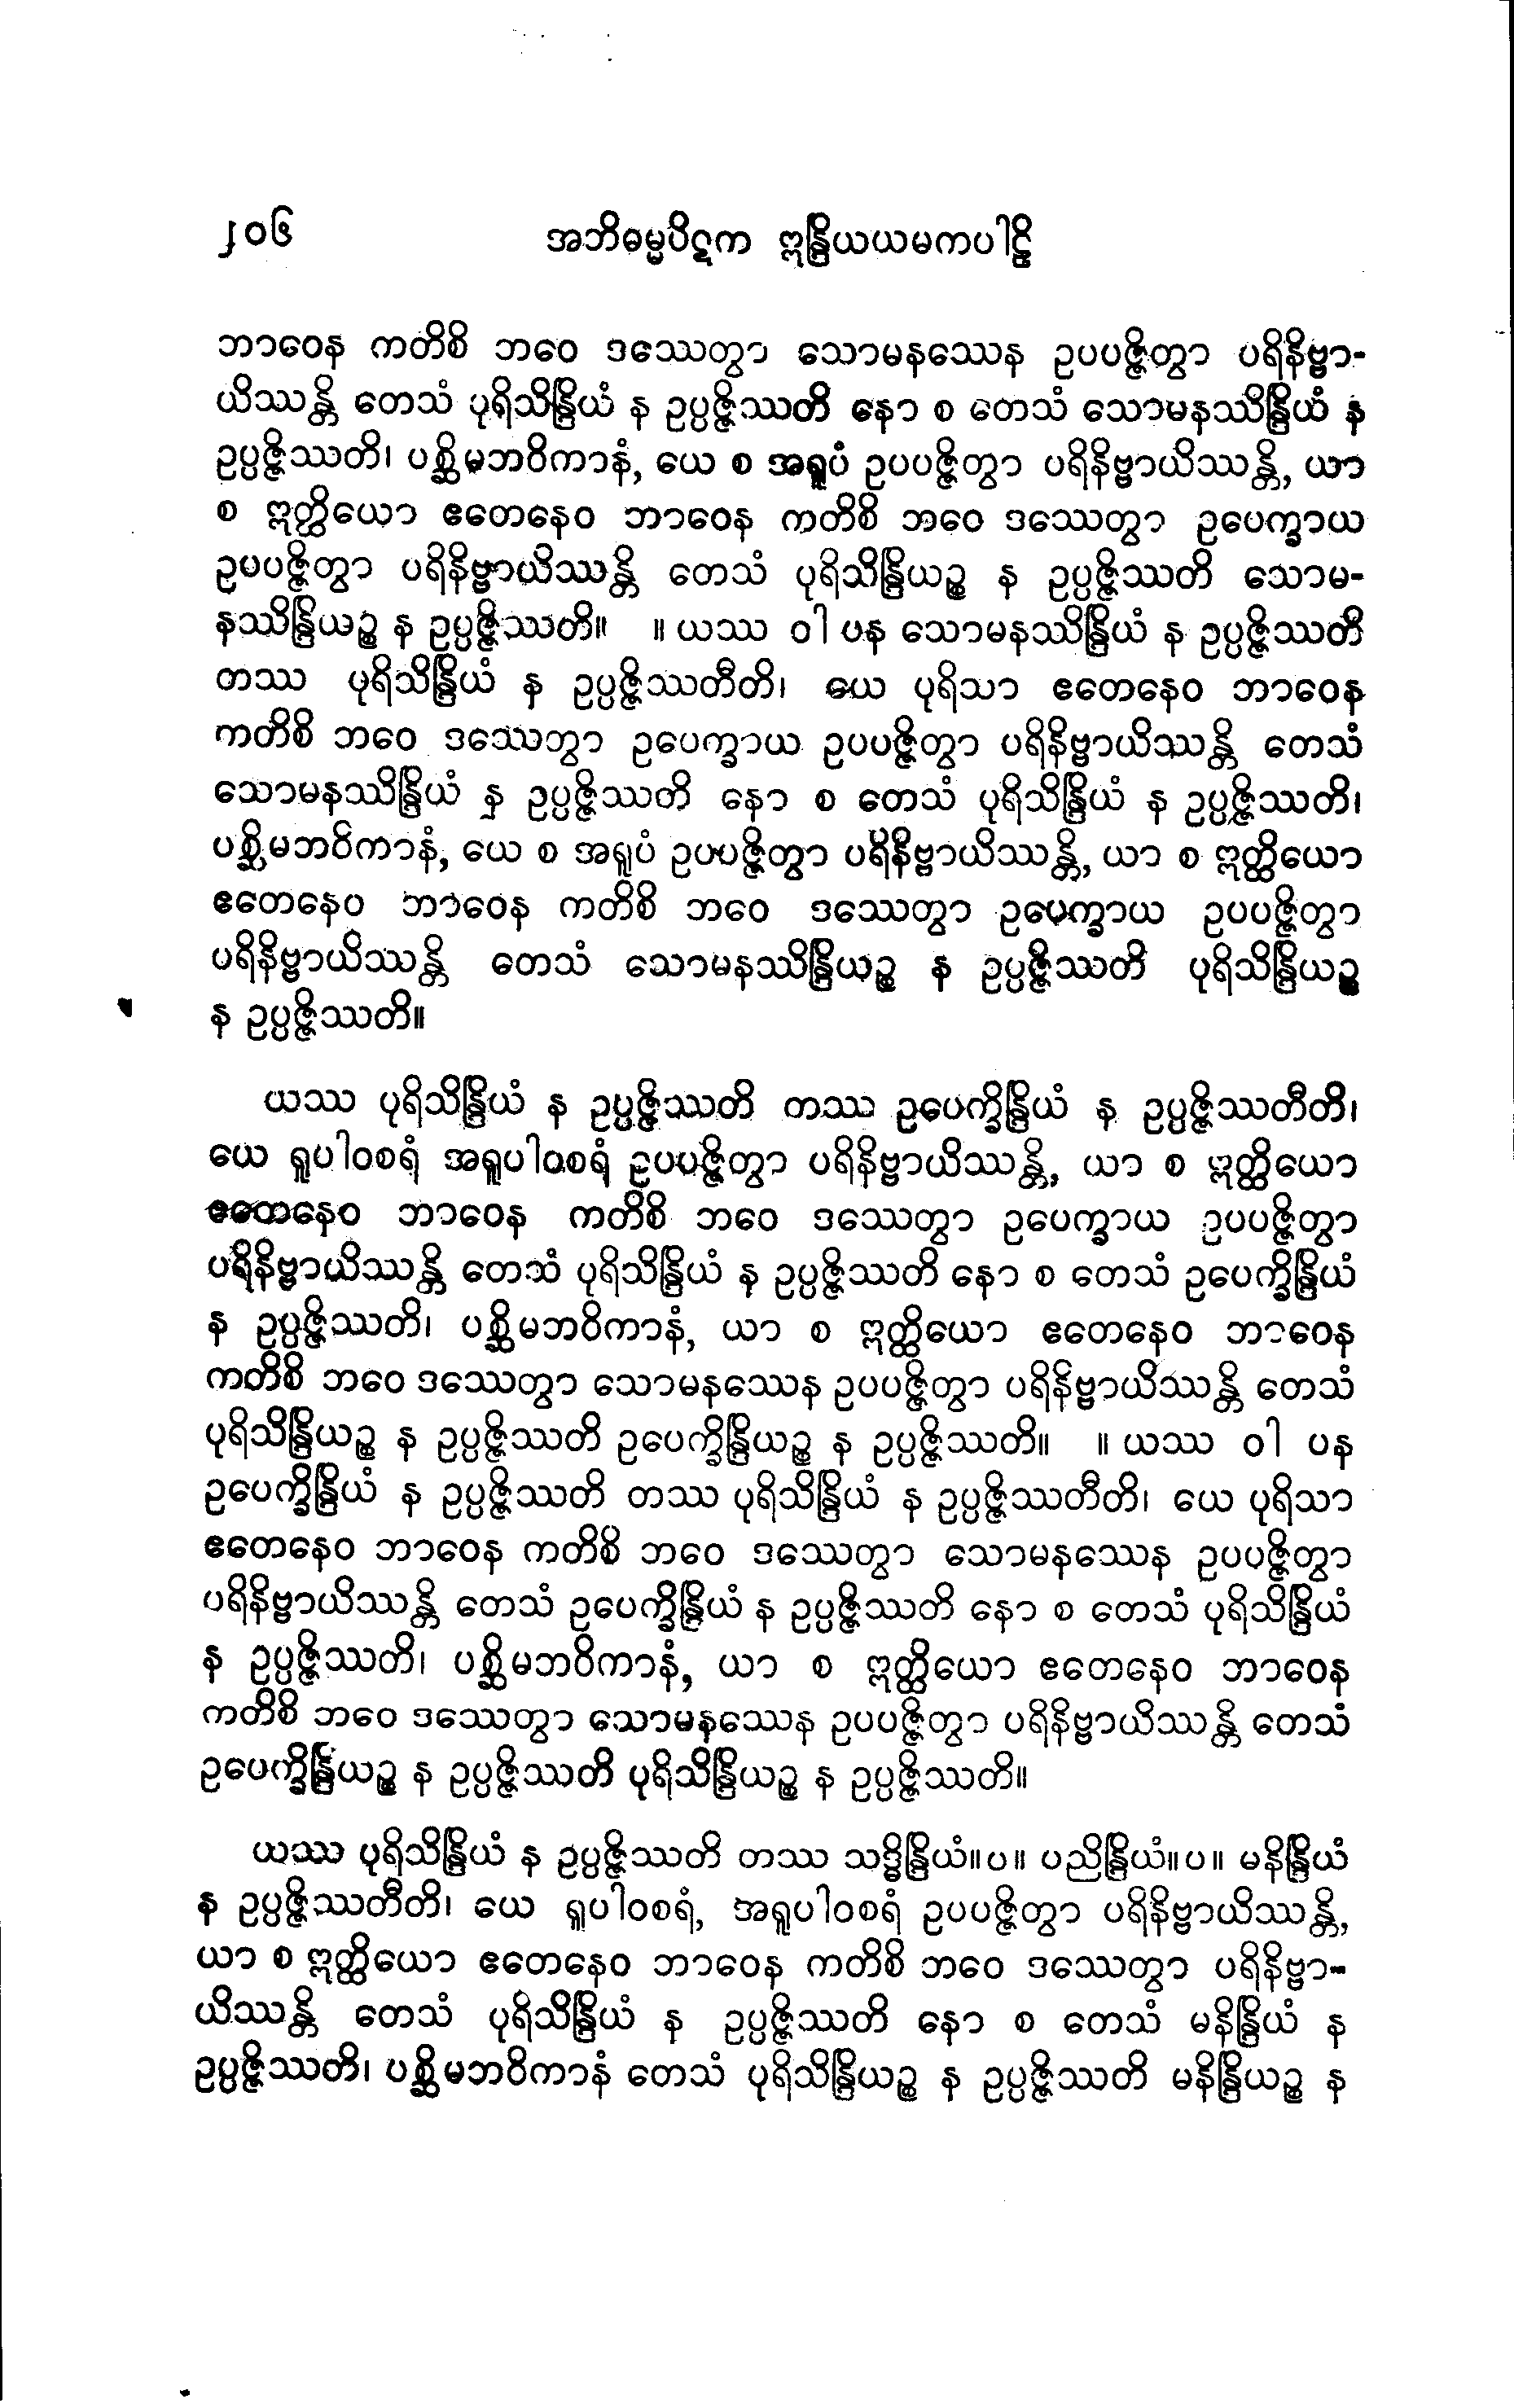 ၂၀၆ အဘိဓမ္မပိဋက ဣန္ဒြိယယမကပါဠိ
ဘာဝေန ကတိစိ ဘဝေ ဒဿေတွာ သောမနဿေန ဥပပဇ္ဇိတွာ ပရိနိဗ္ဗာ-
ယိဿန္တိ တေသံ ပုရိသိန္ဒြိယံ န ဥပ္ပဇ္ဇိဿတိ နော စ တေသံ သောမနဿိန္ဒြိယံ န
ဥပ္ပဇ္ဇိဿတိ၊ ပစ္ဆိမဘဝိကာနံ, ယေ စ အရူပံ ဥပပဇ္ဇိတွာ ပရိနိဗ္ဗာယိဿန္တိ, ယာ
စ ဣတ္ထိယော ဧတေနေဝ ဘာဝေန ကတိစိ ဘဝေ ဒဿေတွာ ဥပေက္ခာယ
ဥမပဇ္ဇိတွာ ပရိနိဗ္ဗာယိဿန္တိ တေသံ ပုရိသိန္ဒြိယဉ္စ န ဥပ္ပဇ္ဇိဿတိ သောမ-
နဿိန္ဒြိယဉ္စ န ဥပ္ပဇ္ဇိဿတိ။ ။ ယဿ ဝါ ပန သောမနဿိန္ဒြိယံ န ဥပ္ပဇ္ဇိဿတိ
တဿ ပုရိသိန္ဒြိယံ န ဥပ္ပဇ္ဇိဿတီတိ၊ ယေ ပုရိသာ ဧတေနေဝ ဘာဝေန
ကတိစိ ဘဝေ ဒဿေတွာ ဥပေက္ခာယ ဥပပဇ္ဇိတွာ ပရိနိဗ္ဗာယိဿန္တိ တေသံ
သောမနဿိန္ဒြိယံ န ဥပ္ပဇ္ဇိဿတိ နော စ တေသံ ပုရိသိန္ဒြိယံ န ဥပ္ပဇ္ဇိဿတိ၊
ပစ္ဆိမဘဝိကာနံ, ယေ စ အရူပံ ဥပပဇ္ဇိတွာ ပရိနိဗ္ဗာယိဿန္တိ, ယာ စ ဣတ္ထိယော
ဧတေနေဝ ဘာဝေန ကတိစိ ဘဝေ ဒဿေတွာ ဥပေက္ခာယ ဥပပဇ္ဇိတွာ
ပရိနိဗ္ဗာယိဿန္တိ တေသံ သောမနဿိန္ဒြိယဉ္စ န ဥပ္ပဇ္ဇိဿတိ ပုရိသိန္ဒြိယဉ္စ
န ဥပ္ပဇ္ဇိဿတိ။
ယဿ ပုရိသိန္ဒြိယံ န ဥပ္ပဇ္ဇိဿတိ တဿ ဥပေက္ခိန္ဒြိယံ န ဥပ္ပဇ္ဇိဿတီတိ၊
ယေ ရူပါဝစရံ အရူပါဝစရံ ဥပပဇ္ဇိတွာ ပရိနိဗ္ဗာယိဿန္တိ, ယာ စ ဣတ္ထိယော
ဧတေနေဝ ဘာဝေန ကတိစိ ဘဝေ ဒဿေတွာ ဥပေက္ခာယ ဥပပဇ္ဇိတွာ
ပရိနိဗ္ဗာယိဿန္တိ တေသံ ပုရိသိန္ဒြိယံ န ဥပ္ပဇ္ဇိဿတိ နော စ တေသံ ဥပေက္ခိန္ဒြိယံ
န ဥပ္ပဇ္ဇိဿတိ၊ ပစ္ဆိမဘဝိကာနံ, ယာ စ ဣတ္ထိယော ဧတေနေဝ ဘာဝေန
ကတိစိ ဘဝေ ဒဿေတွာ သောမနဿေန ဥပပဇ္ဇိတွာ ပရိနိဗ္ဗာယိဿန္တိ တေသံ
ပုရိသိန္ဒြိယဉ္စ န ဥပ္ပဇ္ဇိဿတိ ဥပေက္ခိန္ဒြိယဉ္စ န ဥပ္ပဇ္ဇိဿတိ။ ။ ယဿ ဝါ ပန
ဥပေက္ခိန္ဒြိယံ န ဥပ္ပဇ္ဇိဿတိ တဿ ပုရိသိန္ဒြိယံ န ဥပ္ပဇ္ဇိဿတီတိ၊ ယေ ပုရိသာ
ဧတေနေဝ ဘာဝေန ကတိစိ ဘဝေ ဒဿေတွာ သောမနဿေန ဥပပဇ္ဇိတွာ
ပရိနိဗ္ဗာယိဿန္တိ တေသံ ဥပေက္ခိန္ဒြိယံ န ဥပ္ပဇ္ဇိဿတိ နော စ တေသံ ပုရိသိန္ဒြိယံ
န ဥပ္ပဇ္ဇိဿတိ၊ ပစ္ဆိမဘဝိကာနံ, ယာ စ ဣတ္ထိယော ဧတေနေဝ ဘာဝေန
ကတိစိ ဘဝေ ဒဿေတွာ သောမနဿေန ဥပပဇ္ဇိတွာ ပရိနိဗ္ဗာယိဿန္တိ တေသံ
ဥပေက္ခိန္ဒြိယဉ္စ န ဥပ္ပဇ္ဇိဿတိ ပုရိသိန္ဒြိယဉ္စ န ဥပ္ပဇ္ဇိဿတိ။
ယဿ ပုရိသိန္ဒြိယံ န ဥပ္ပဇ္ဇိဿတိ တဿ သဒ္ဓိန္ဒြိယံ။ပ။ ပညိန္ဒြိယံ။ပ။ မနိန္ဒြိယံ
န ဥပ္ပဇ္ဇိဿတီတိ၊ ယေ ရူပါဝစရံ, အရူပါဝစရံ ဥပပဇ္ဇိတွာ ပရိနိဗ္ဗာယိဿန္တိ,
ယာ စ ဣတ္ထိယော ဧတေနေဝ ဘာဝေန ကတိစိ ဘဝေ ဒဿေတွာ ပရိနိဗ္ဗာ-
ယိဿန္တိ တေသံ ပုရိသိန္ဒြိယံ န ဥပ္ပဇ္ဇိဿတိ နော စ တေသံ မနိန္ဒြိယံ န
ဥပ္ပဇ္ဇိဿတိ၊ ပစ္ဆိမဘဝိကာနံ တေသံ ပုရိသိန္ဒြိယဉ္စ န ဥပ္ပဇ္ဇိဿတိ မနိန္ဒြိယဉ္စ န